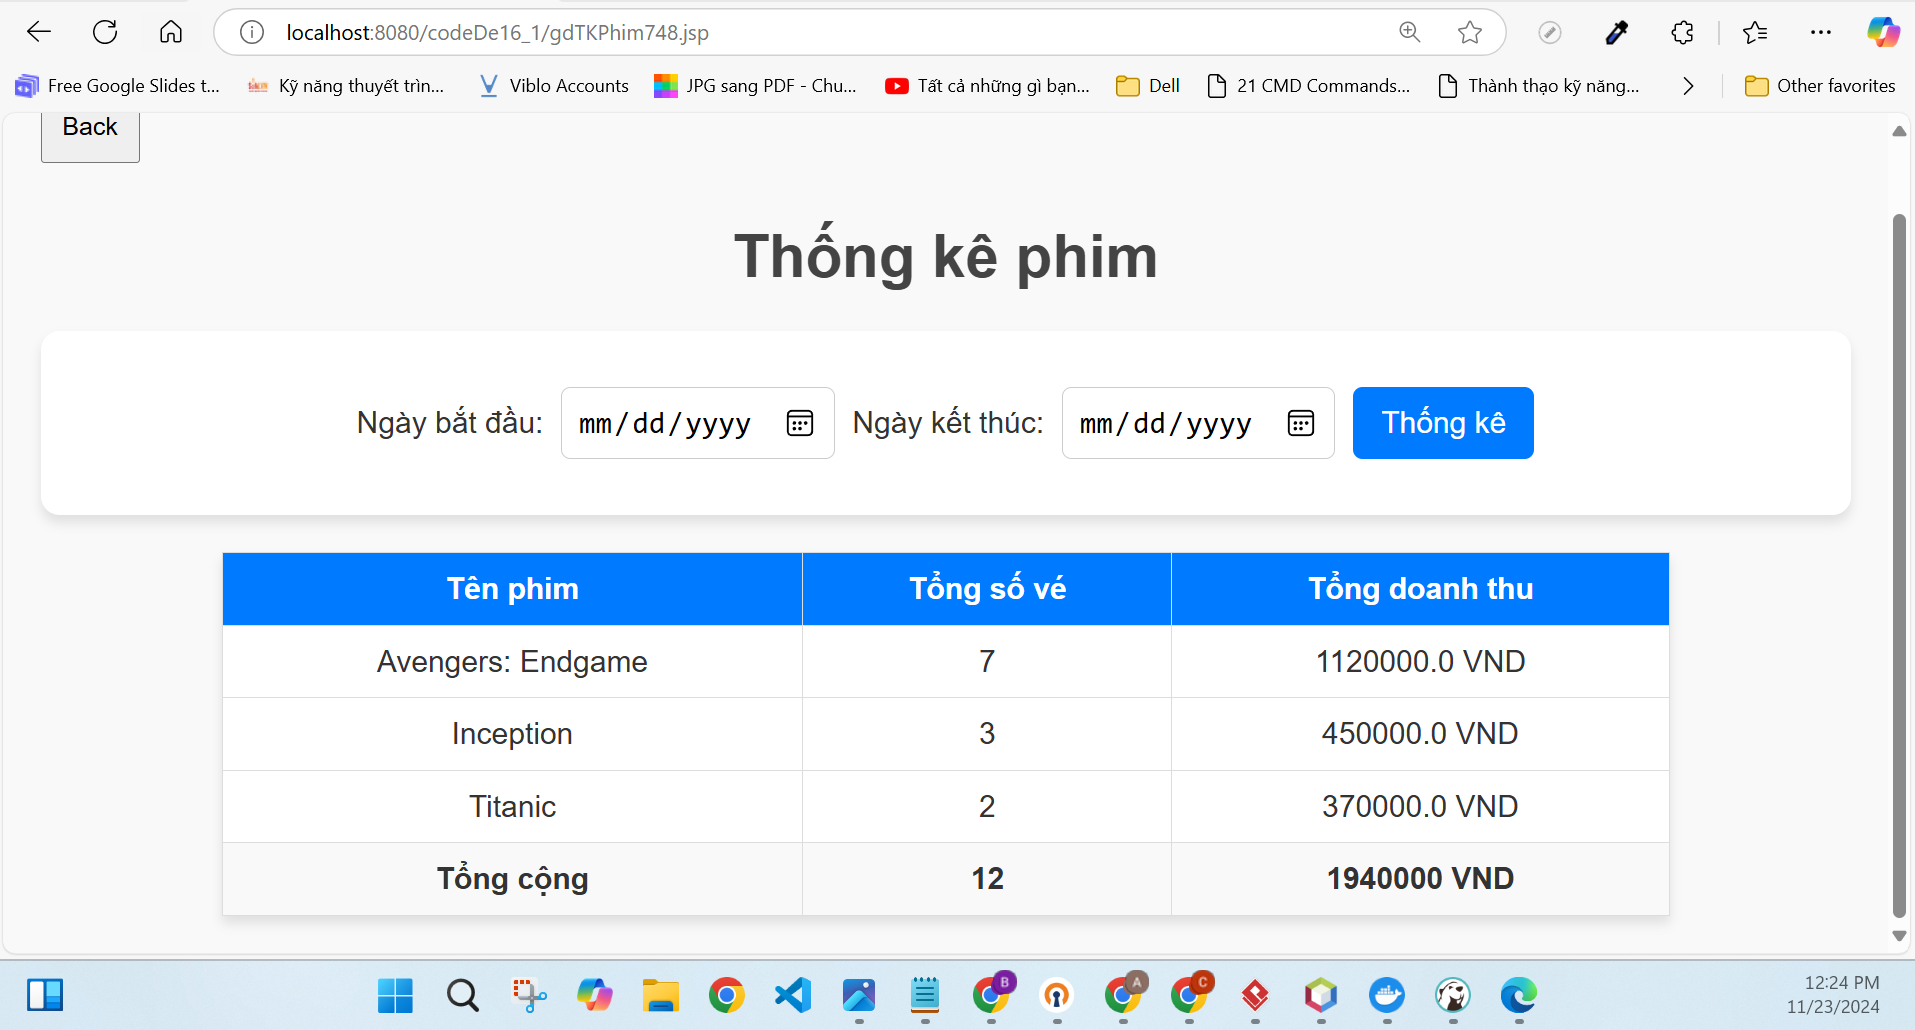 localhost:8080/codeDe16_1/gdTKPhim748.jsp
Free Google Slides t... Kỹ năng thuyết trìn... Viblo Accounts JPG sang PDF - Chu... Tất cả những gì bạn... Dell 21 CMD Commands... Thành thạo kỹ năng... Other favorites
Back
Thống kê phim
Ngày bắt đầu: mm/dd/yyyy Ngày kết thúc: mm/dd/yyyy Thống kê
Tên phim Tổng số vé Tổng doanh thu
Avengers: Endgame 7 1120000.0 VND
Inception 3 450000.0 VND
Titanic 2 370000.0 VND
Tổng cộng 12 1940000 VND
B A C
12:24 PM
11/23/2024